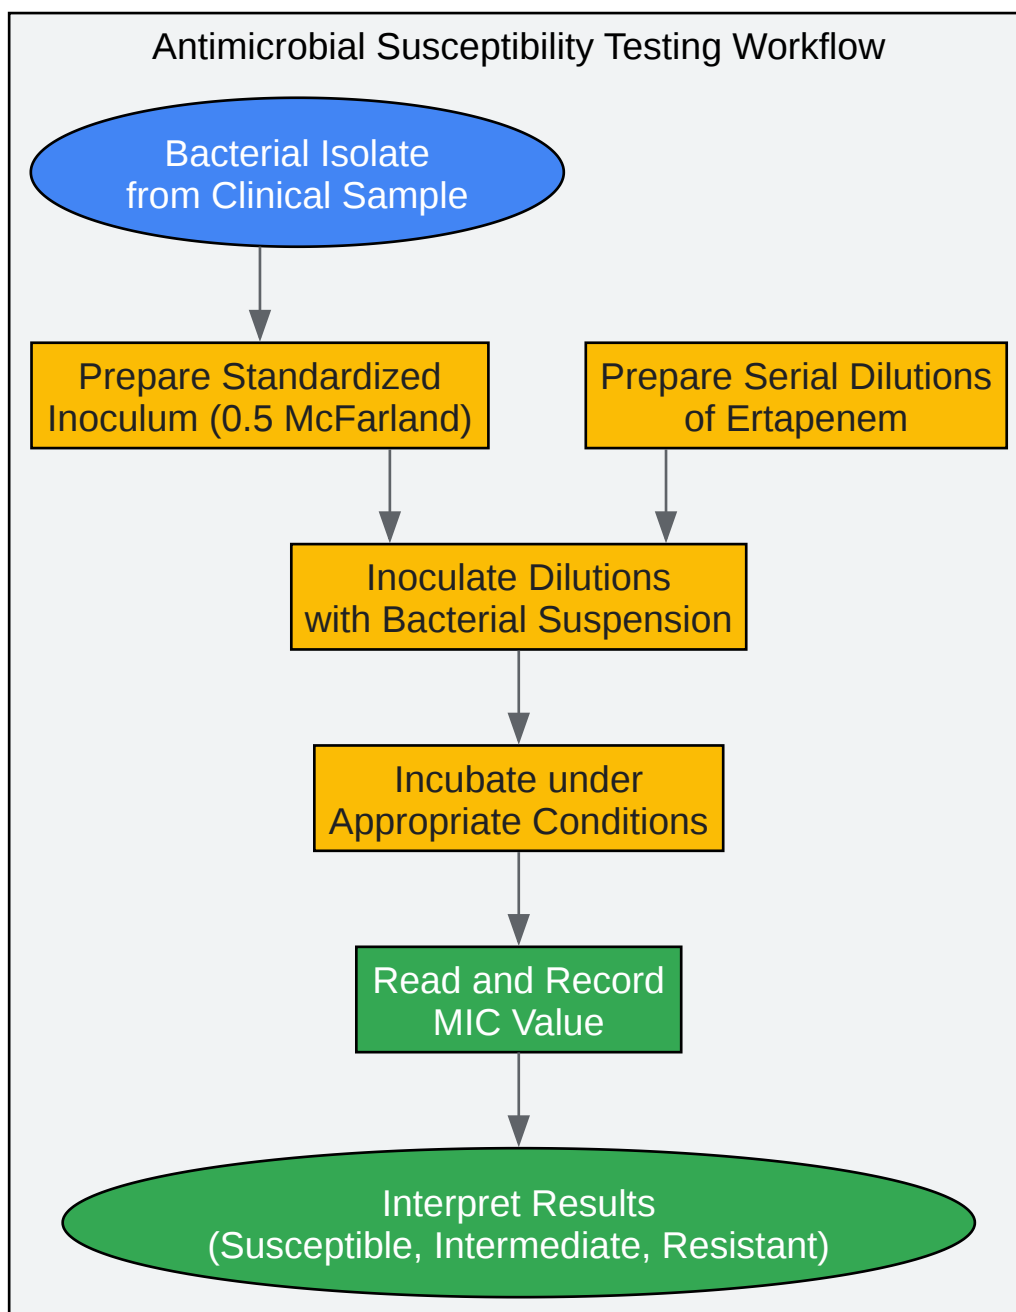 Antimicrobial Susceptibility Testing Workflow
Bacterial Isolate
from Clinical Sample
Prepare Standardized
Inoculum (0.5 McFarland)
Prepare Serial Dilutions
of Ertapenem
Inoculate Dilutions
with Bacterial Suspension
Incubate under
Appropriate Conditions
Read and Record
MIC Value
Interpret Results
(Susceptible, Intermediate, Resistant)